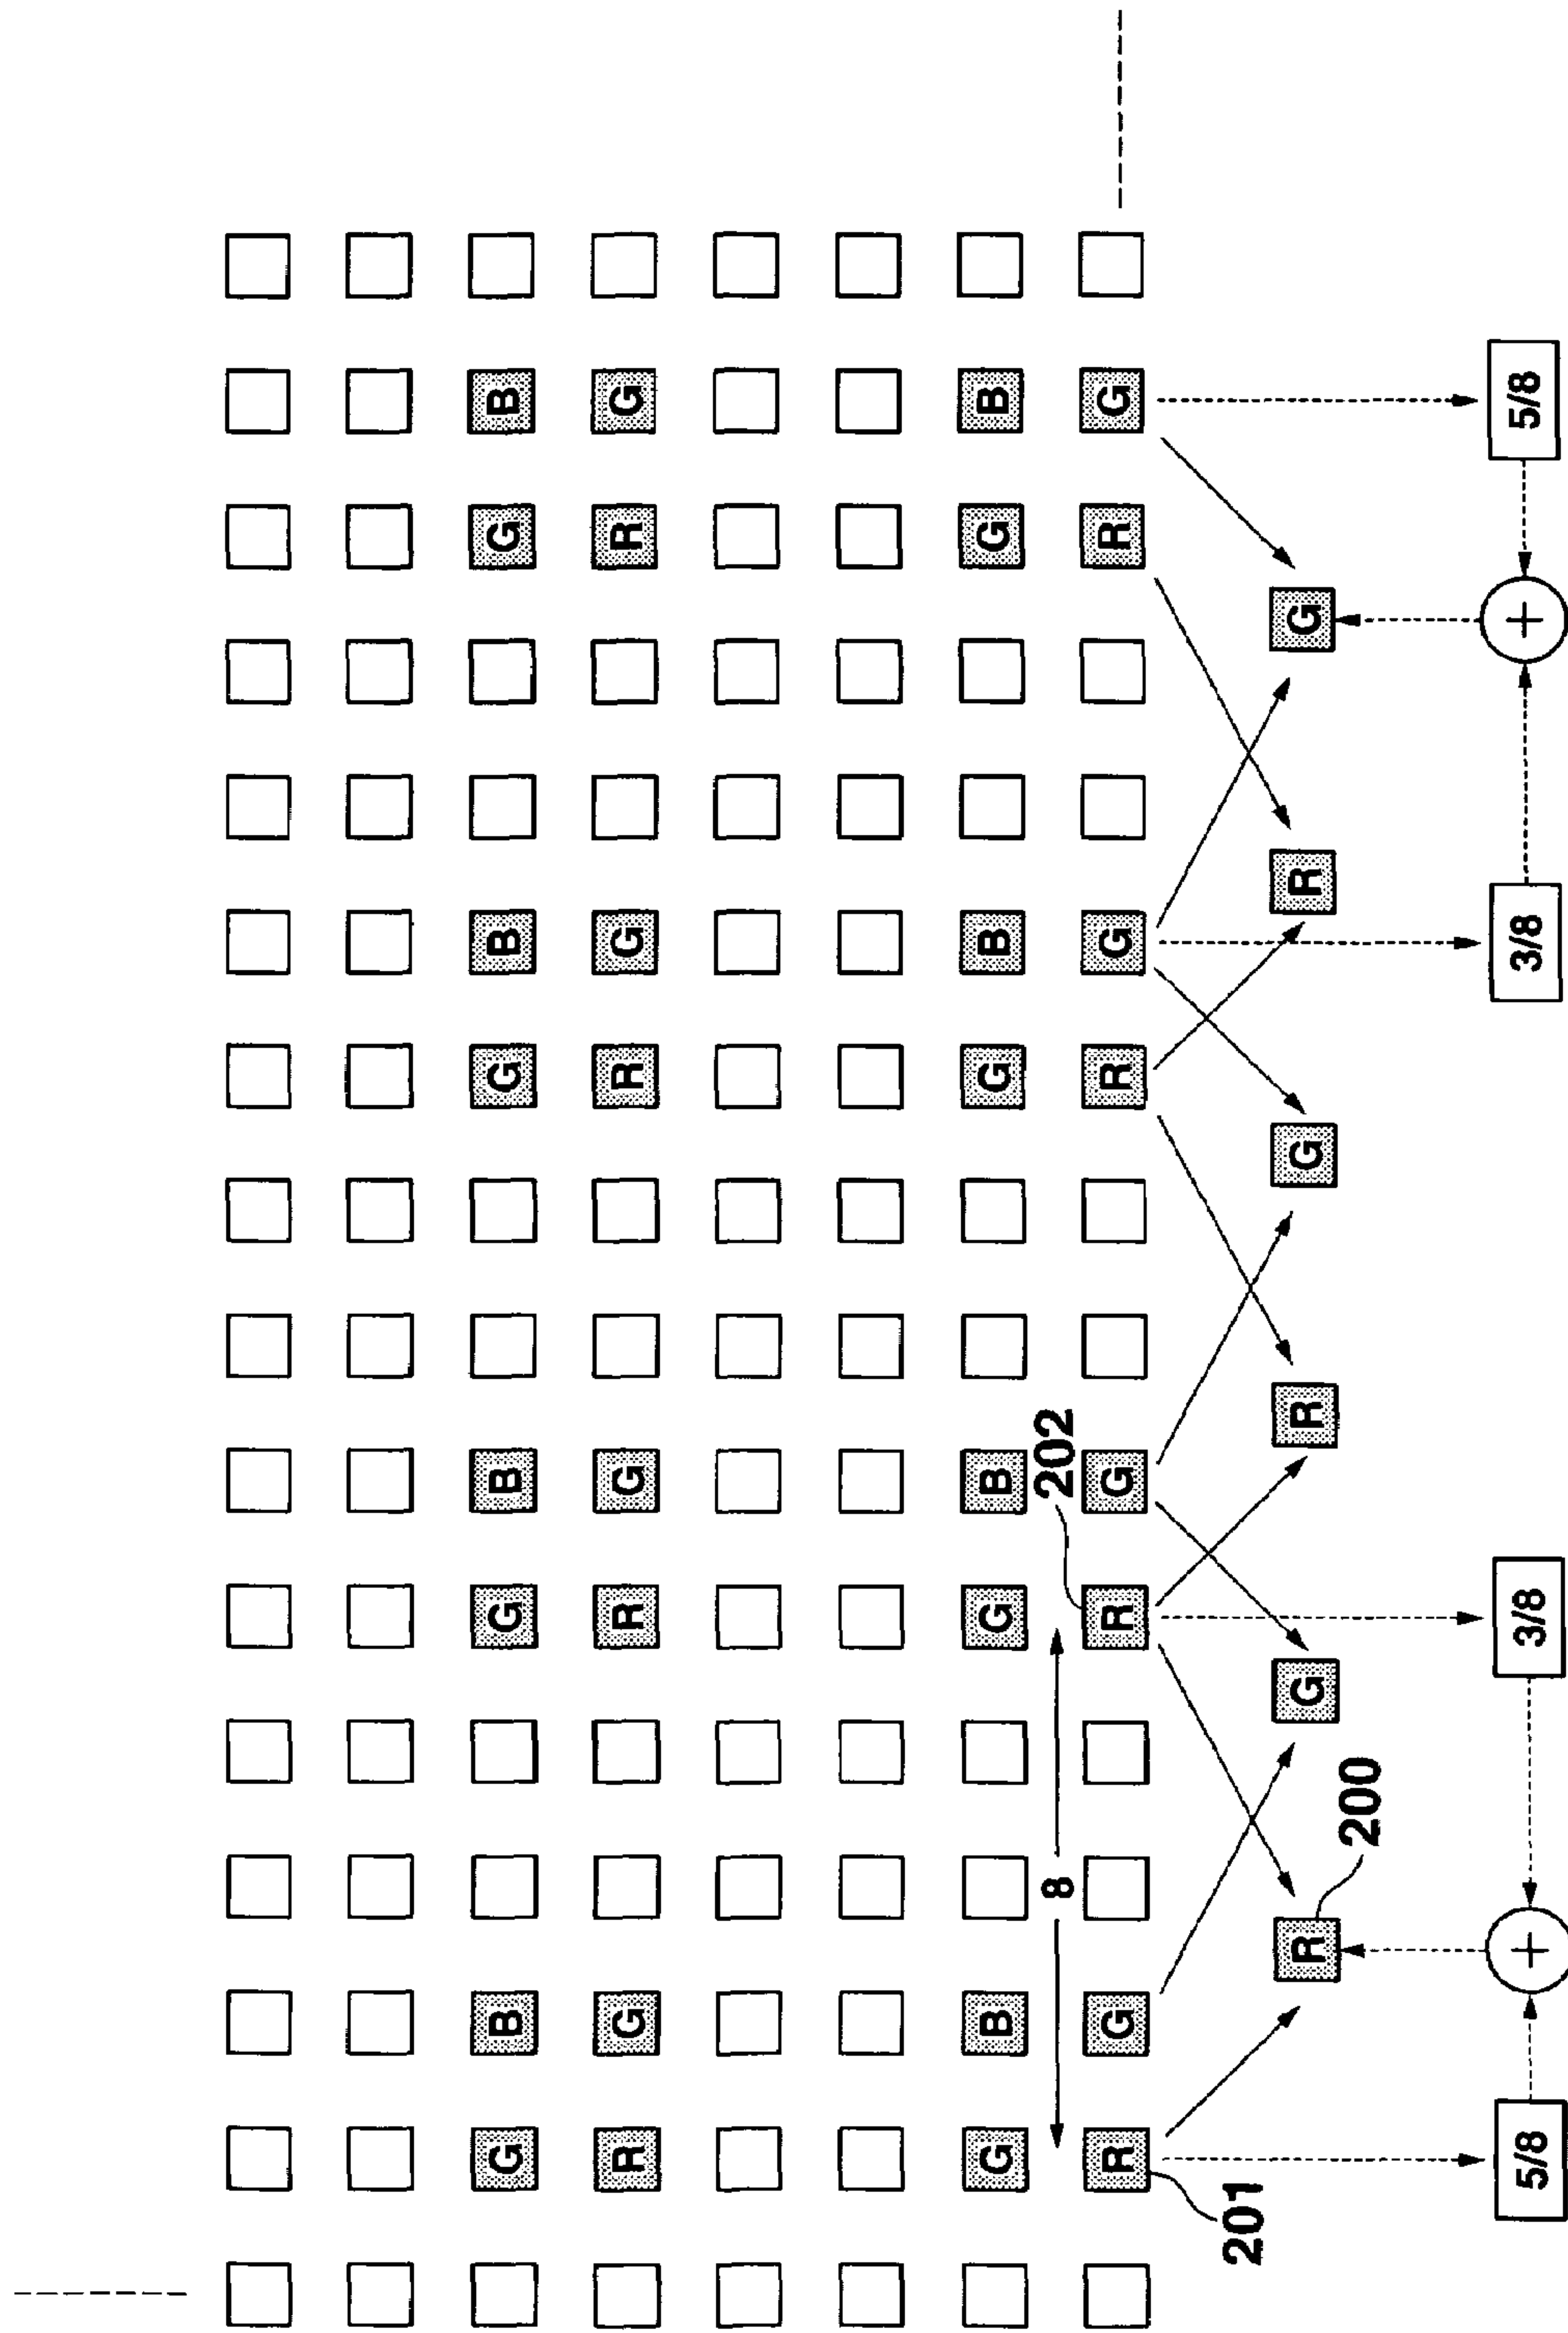 G B G B G B G B
R G R G R G R G
G B G B G B G B
8 202
R G R G R G R G
201
R G R G R G
200
5/8 + 3/8 3/8 + 5/8